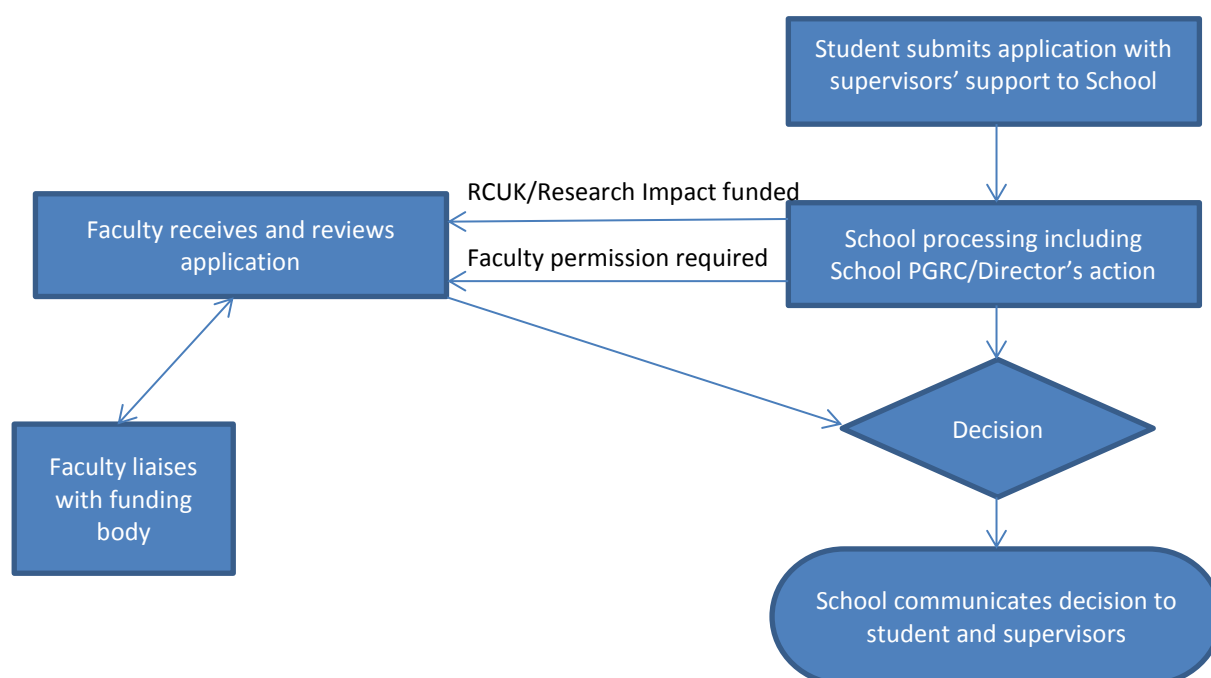 Student submits application with
supervisors’ support to School
RCUK/Research Impact funded
Faculty receives and reviews
application
School processing including
School PGRC/Director’s action
Faculty permission required
Decision
Faculty liaises
with funding
body
School communicates decision to
student and supervisors